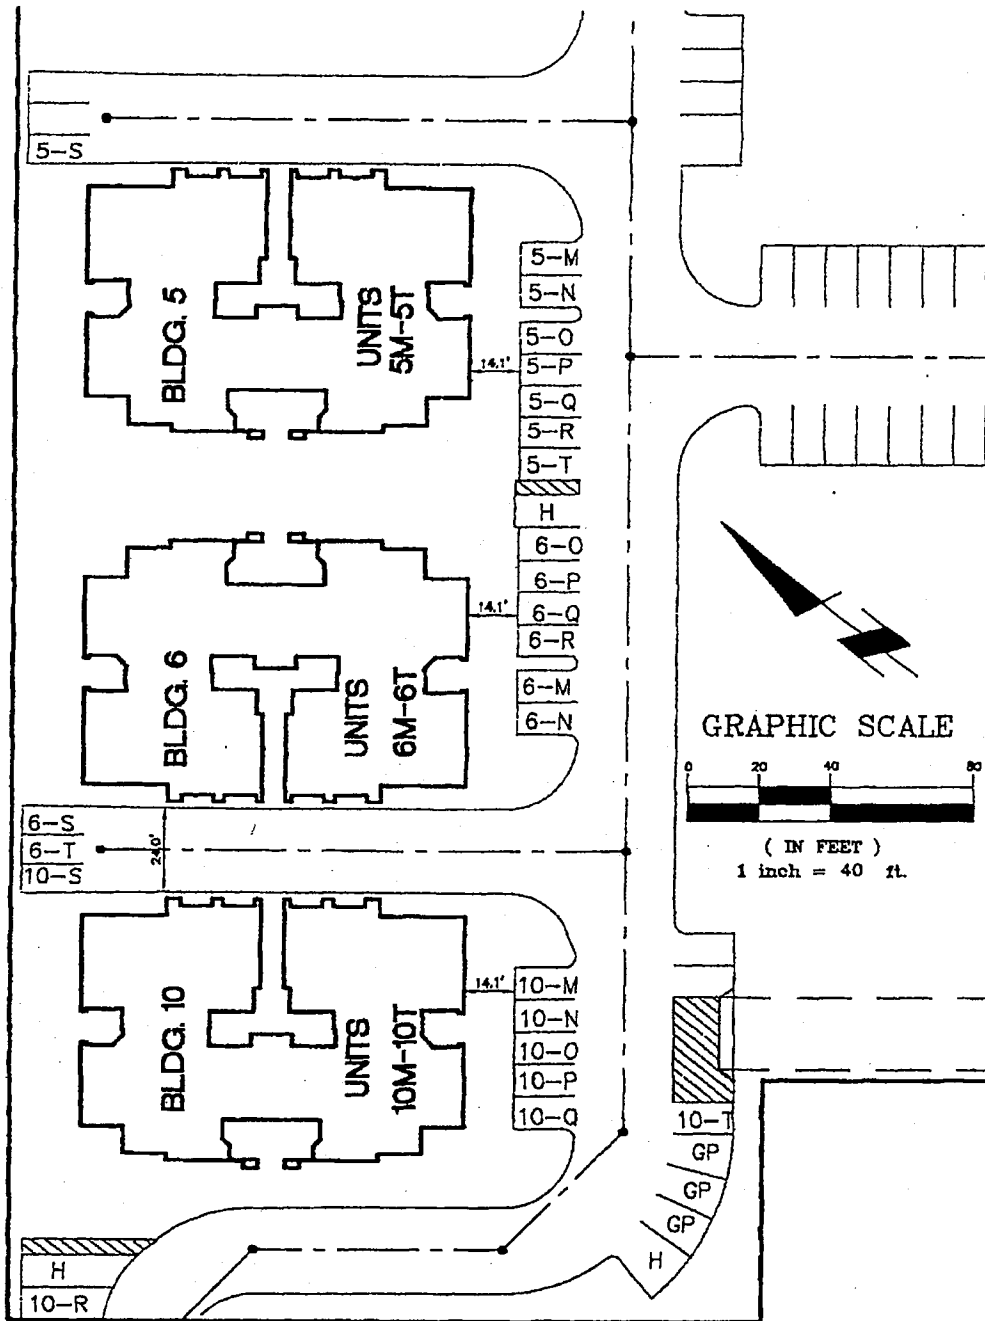 5-S
5-M
5-N
BLDG. 5
UNITS
5M-5T
5-O
5-P
14.1'
5-Q
5-R
5-T
H
6-O
6-P
6-Q
14.1'
6-R
BLDG. 6
UNITS
6M-6T
6-M
6-N
GRAPHIC SCALE
0 20 40 80
( IN FEET )
1 inch = 40 ft.
6-S
6-T
10-S
24.0'
14.1'
10-M
10-N
10-O
10-P
10-Q
BLDG. 10
UNITS
10M-10T
10-T
GP
GP
GP
H
H
10-R